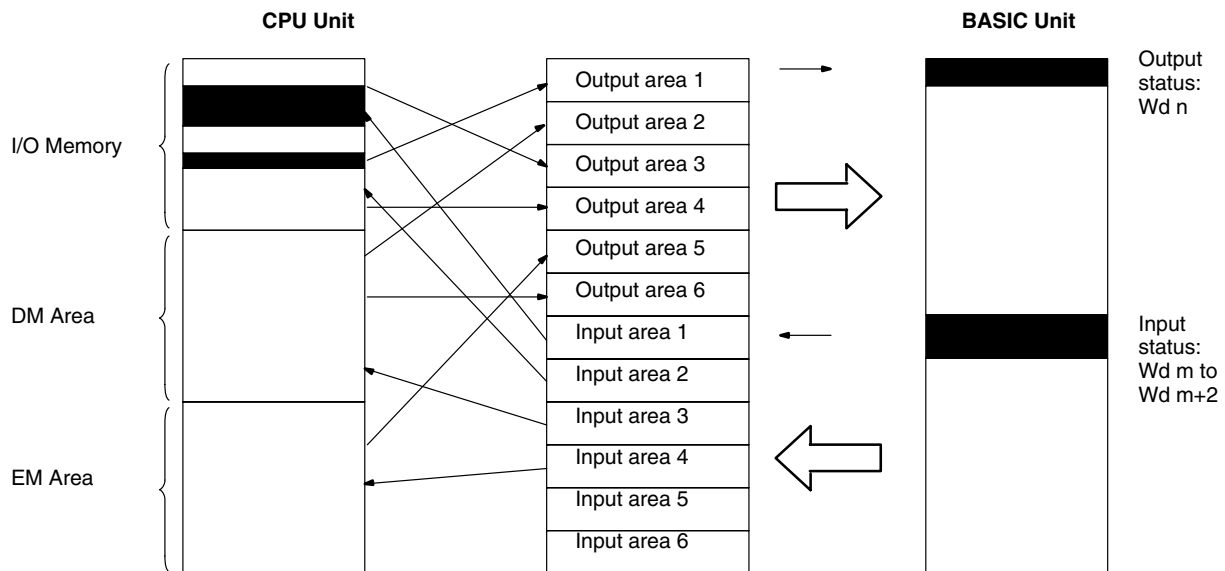 CPU Unit
BASIC Unit
I/O Memory
DM Area
EM Area
Output area 1
Output area 2
Output area 3
Output area 4
Output area 5
Output area 6
Input area 1
Input area 2
Input area 3
Input area 4
Input area 5
Input area 6
Output
status:
Wd n
Input
status:
Wd m to
Wd m+2